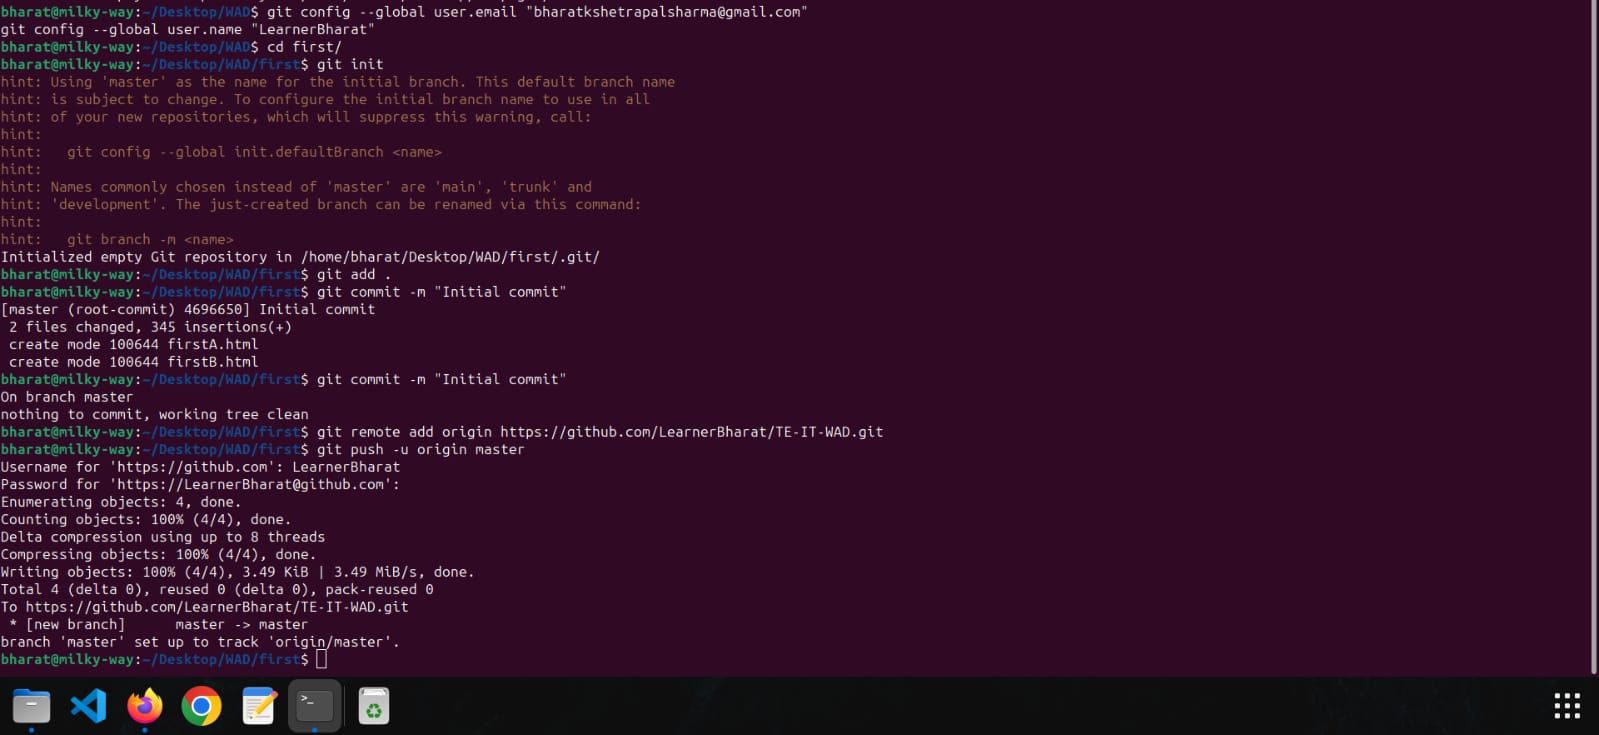 bharat@milky-way:~/Desktop/WAD$ git config --global user.email "bharatkshetrapalsharma@gmail.com"
git config --global user.name "LearnerBharat"
bharat@milky-way:~/Desktop/WAD$ cd first/
bharat@milky-way:~/Desktop/WAD/first$ git init
hint: Using 'master' as the name for the initial branch. This default branch name
hint: is subject to change. To configure the initial branch name to use in all
hint: of your new repositories, which will suppress this warning, call:
hint:
hint:   git config --global init.defaultBranch <name>
hint:
hint: Names commonly chosen instead of 'master' are 'main', 'trunk' and
hint: 'development'. The just-created branch can be renamed via this command:
hint:
hint:   git branch -m <name>
Initialized empty Git repository in /home/bharat/Desktop/WAD/first/.git/
bharat@milky-way:~/Desktop/WAD/first$ git add .
bharat@milky-way:~/Desktop/WAD/first$ git commit -m "Initial commit"
[master (root-commit) 4696650] Initial commit
 2 files changed, 345 insertions(+)
 create mode 100644 firstA.html
 create mode 100644 firstB.html
bharat@milky-way:~/Desktop/WAD/first$ git commit -m "Initial commit"
On branch master
nothing to commit, working tree clean
bharat@milky-way:~/Desktop/WAD/first$ git remote add origin https://github.com/LearnerBharat/TE-IT-WAD.git
bharat@milky-way:~/Desktop/WAD/first$ git push -u origin master
Username for 'https://github.com': LearnerBharat
Password for 'https://LearnerBharat@github.com':
Enumerating objects: 4, done.
Counting objects: 100% (4/4), done.
Delta compression using up to 8 threads
Compressing objects: 100% (4/4), done.
Writing objects: 100% (4/4), 3.49 KiB | 3.49 MiB/s, done.
Total 4 (delta 0), reused 0 (delta 0), pack-reused 0
To https://github.com/LearnerBharat/TE-IT-WAD.git
 * [new branch]      master -> master
branch 'master' set up to track 'origin/master'.
bharat@milky-way:~/Desktop/WAD/first$